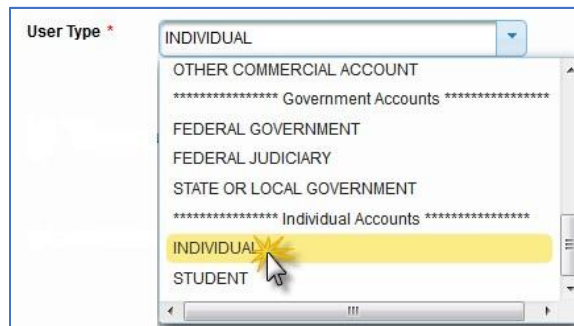 User Type *
INDIVIDUAL
OTHER COMMERCIAL ACCOUNT
**************** Government Accounts ****************
FEDERAL GOVERNMENT
FEDERAL JUDICIARY
STATE OR LOCAL GOVERNMENT
**************** Individual Accounts ****************
INDIVIDUAL
STUDENT